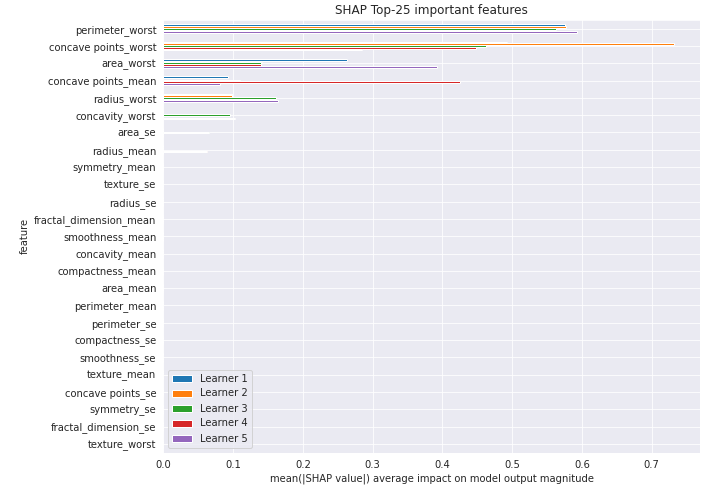 SHAP Top-25 important features
perimeter_worst
concave points_worst
area_worst
concave points_mean
radius_worst
concavity_worst
area_se
radius_mean
symmetry_mean
texture_se
radius_se
fractal_dimension_mean
smoothness_mean
concavity_mean
compactness_mean
area_mean
perimeter_mean
perimeter_se
compactness_se
smoothness_se
texture_mean
concave points_se
symmetry_se
fractal_dimension_se
texture_worst
feature
Learner 1
Learner 2
Learner 3
Learner 4
Learner 5
0.0 0.1 0.2 0.3 0.4 0.5 0.6 0.7
mean(|SHAP value|) average impact on model output magnitude